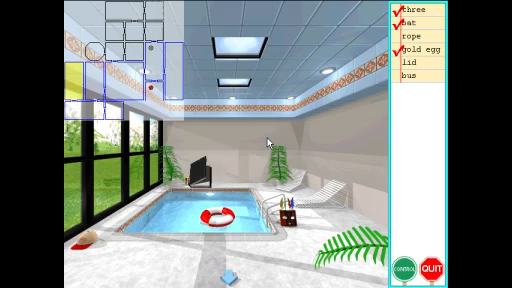 three
bat
rope
gold egg
lid
bus
CONTROL
QUIT